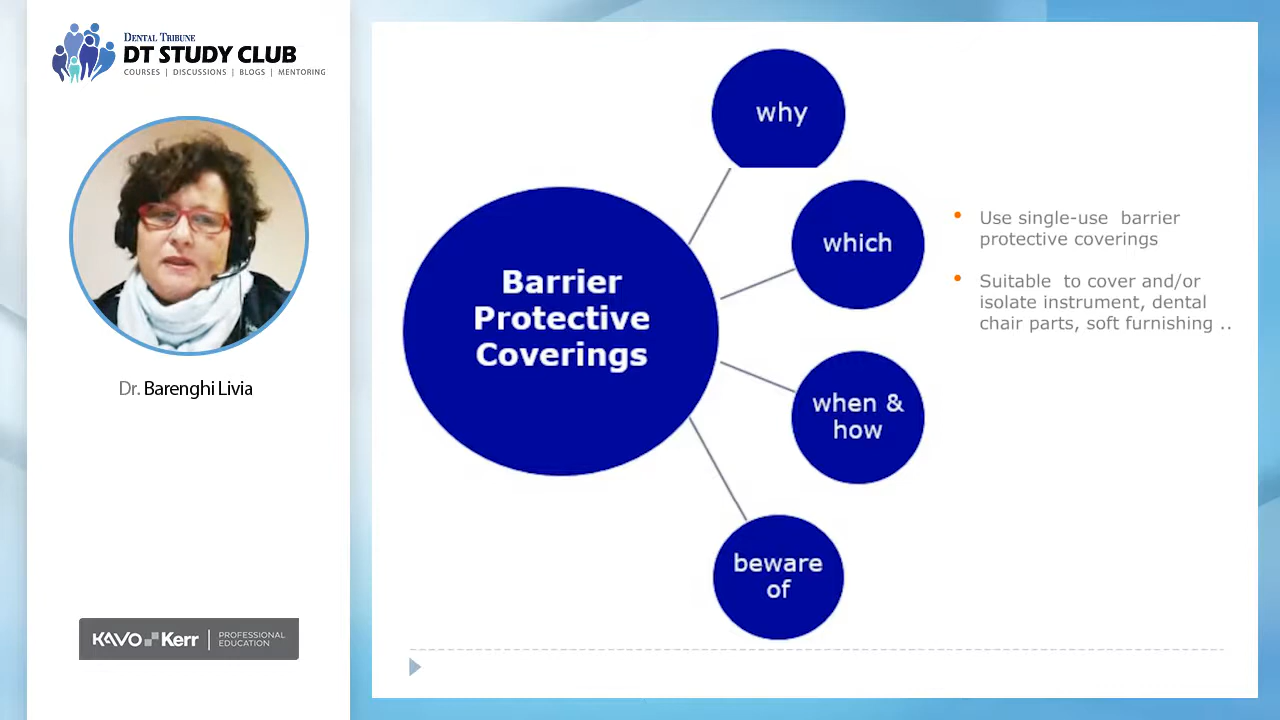 DENTAL TRIBUNE
DT STUDY CLUB
COURSES | DISCUSSIONS | BLOGS | MENTORING
Dr. Barenghi Livia
KAVO Kerr | PROFESSIONAL
EDUCATION
Barrier
Protective
Coverings
why
which
when &
how
beware
of
• Use single-use barrier
protective coverings
• Suitable to cover and/or
isolate instrument, dental
chair parts, soft furnishing ..